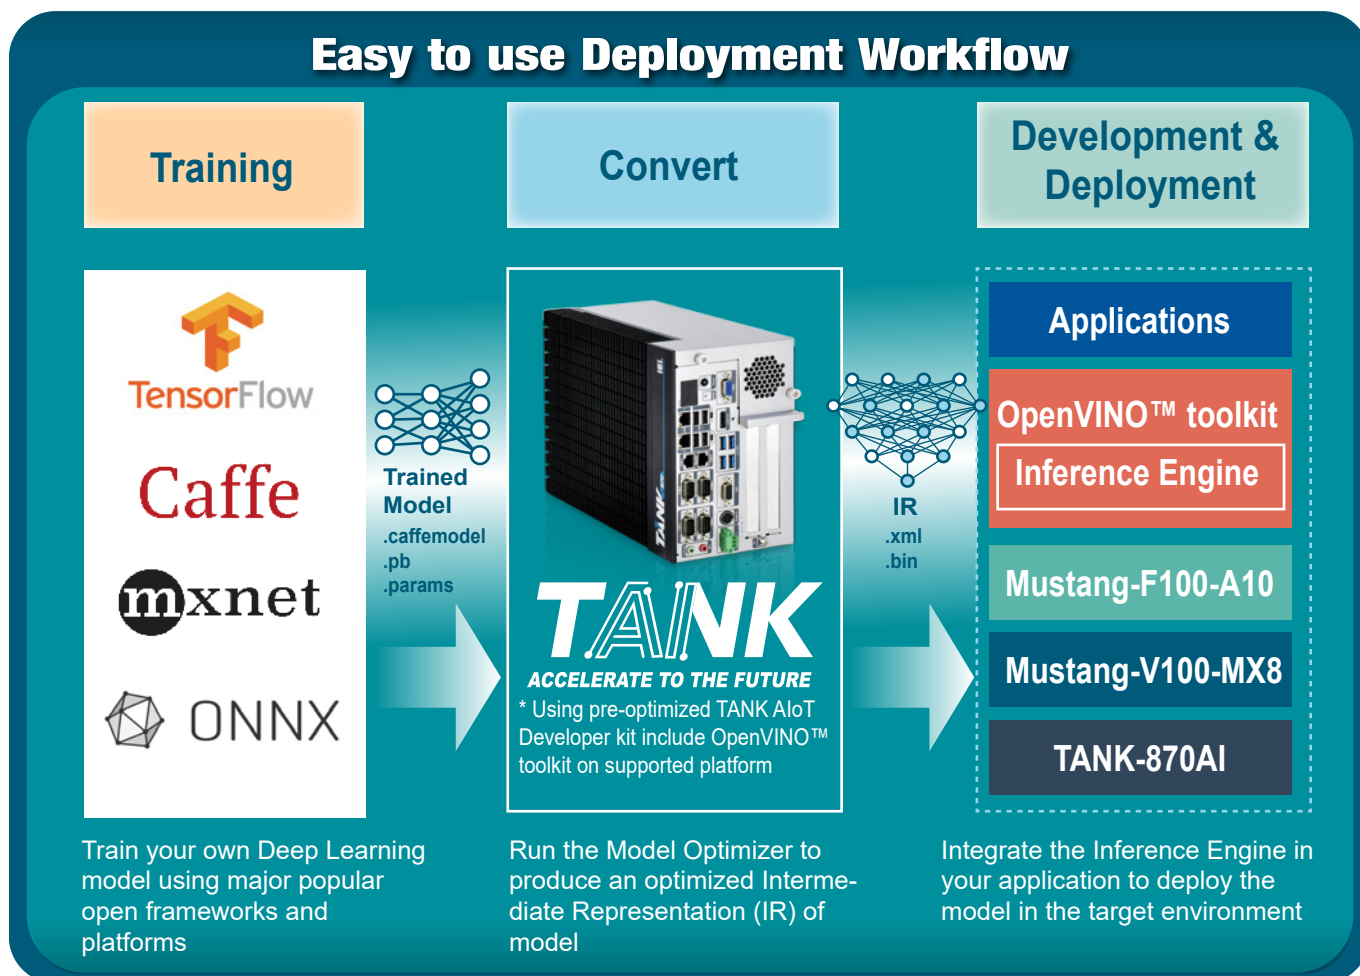 Easy to use Deployment Workflow
Training
Convert
Development &
Deployment
TensorFlow
Caffe
mxnet
ONNX
Trained
Model
.caffemodel
.pb
.params
TANK
TANK
ACCELERATE TO THE FUTURE
* Using pre-optimized TANK AIoT
Developer kit include OpenVINO™
toolkit on supported platform
IR
.xml
.bin
Applications
OpenVINO™ toolkit
Inference Engine
Mustang-F100-A10
Mustang-V100-MX8
TANK-870AI
Train your own Deep Learning
model using major popular
open frameworks and
platforms
Run the Model Optimizer to
produce an optimized Interme-
diate Representation (IR) of
model
Integrate the Inference Engine in
your application to deploy the
model in the target environment